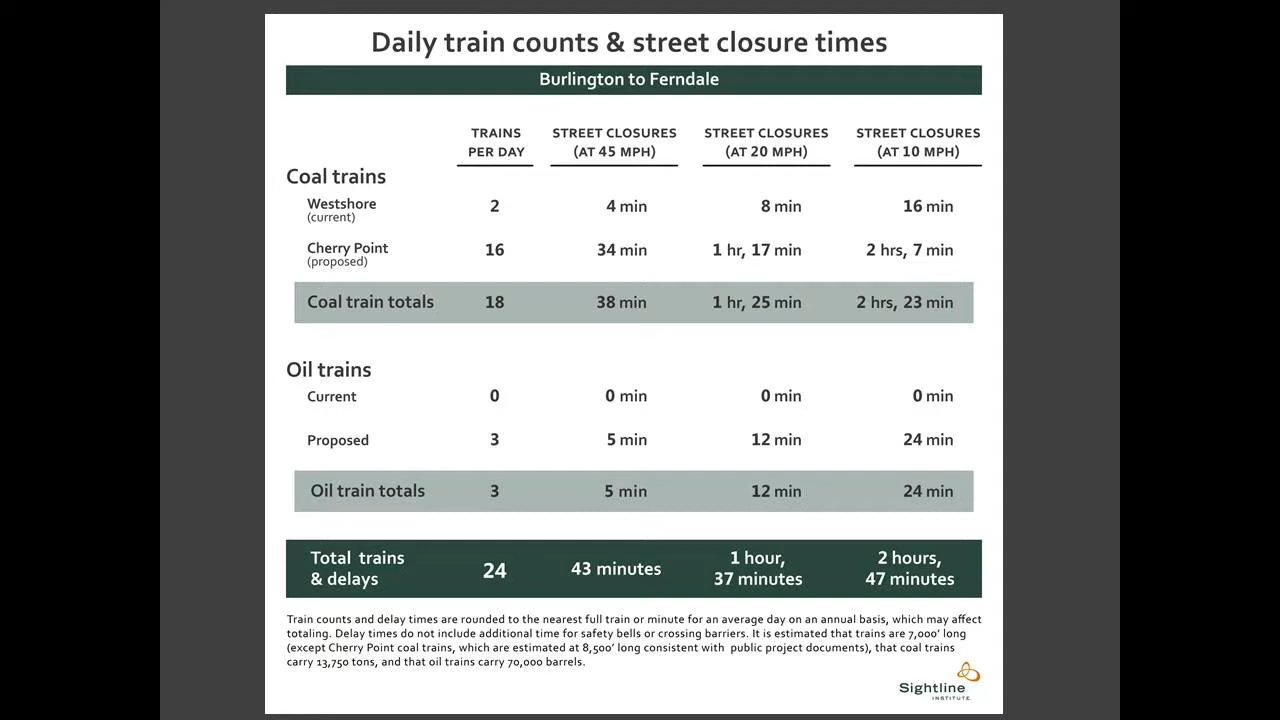 Daily train counts & street closure times
Burlington to Ferndale
TRAINS PER DAY STREET CLOSURES (AT 45 MPH) STREET CLOSURES (AT 20 MPH) STREET CLOSURES (AT 10 MPH)
Coal trains
Westshore 2 4 min 8 min 16 min
(current)
Cherry Point 16 34 min 1 hr, 17 min 2 hrs, 7 min
(proposed)
Coal train totals 18 38 min 1 hr, 25 min 2 hrs, 23 min
Oil trains
Current 0 0 min 0 min 0 min
Proposed 3 5 min 12 min 24 min
Oil train totals 3 5 min 12 min 24 min
Total trains & delays 24 43 minutes 1 hour, 37 minutes 2 hours, 47 minutes
Train counts and delay times are rounded to the nearest full train or minute for an average day on an annual basis, which may affect
totaling. Delay times do not include additional time for safety bells or crossing barriers. It is estimated that trains are 7,000' long
(except Cherry Point coal trains, which are estimated at 8,500' long consistent with public project documents), that coal trains
carry 13,750 tons, and that oil trains carry 70,000 barrels.
Sightline
INSTITUTE